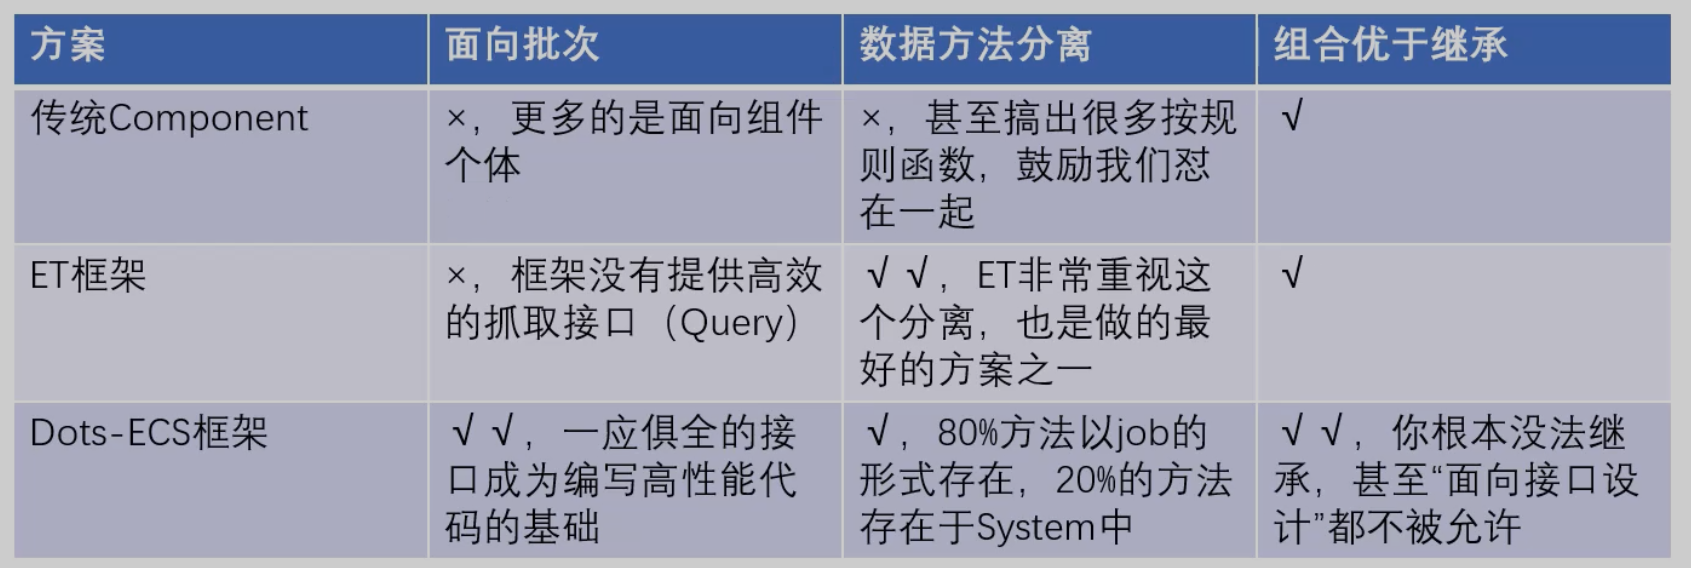 方案
面向批次
数据方法分离
组合优于继承
传统Component
×，更多的是面向组件
个体
×，甚至搞出很多按规
则函数，鼓励我们怼
在一起
√
ET框架
×，框架没有提供高效
的抓取接口（Query）
√ √，ET非常重视这
个分离，也是做的最
好的方案之一
√
Dots-ECS框架
√ √，一应俱全的接
口成为编写高性能代
码的基础
√，80%方法以job的
形式存在，20%的方法
存在于System中
√ √，你根本没法继
承，甚至“面向接口设
计”都不被允许